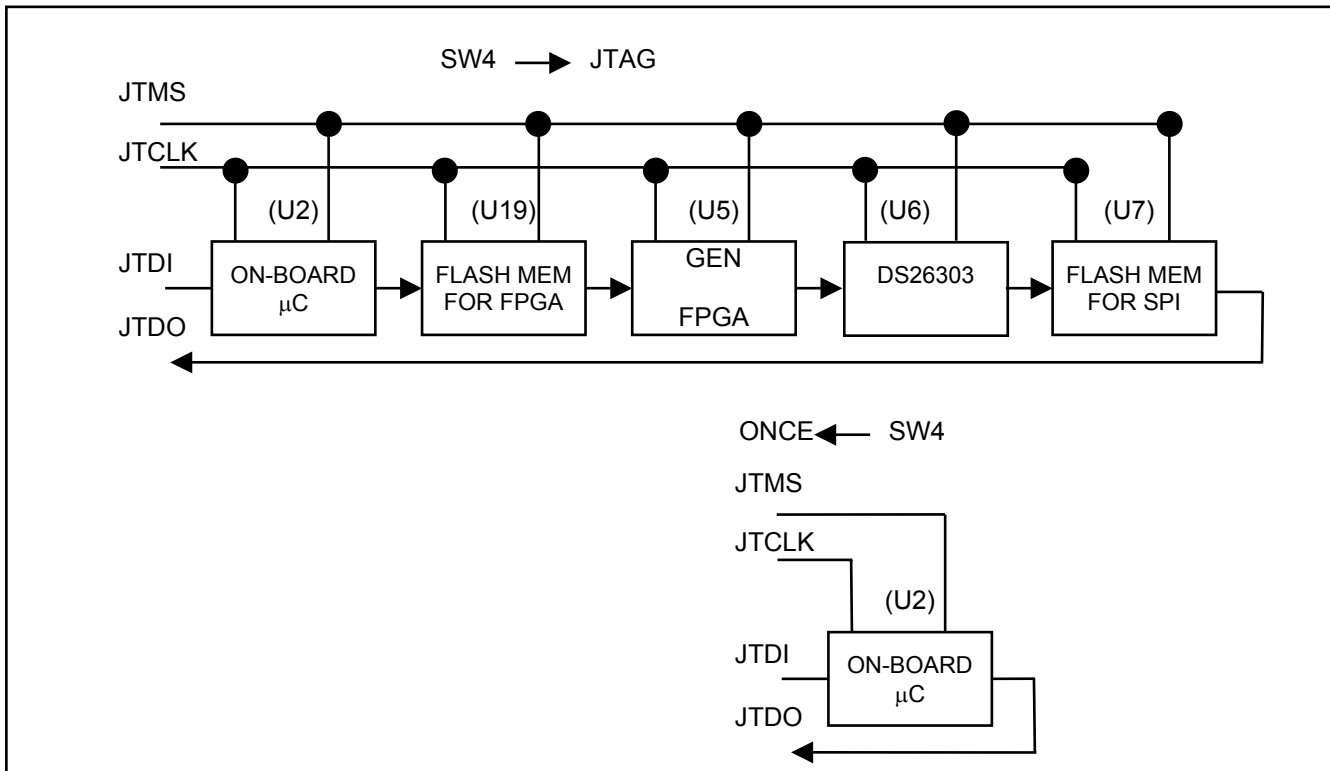 SW4 JTAG
JTMS
JTCLK
(U2) (U19) (U5) (U6) (U7)
JTDI
ON-BOARD
μC
FLASH MEM
FOR FPGA
GEN
FPGA
DS26303
FLASH MEM
FOR SPI
JTDO
ONCE SW4
JTMS
JTCLK
(U2)
JTDI
ON-BOARD
μC
JTDO